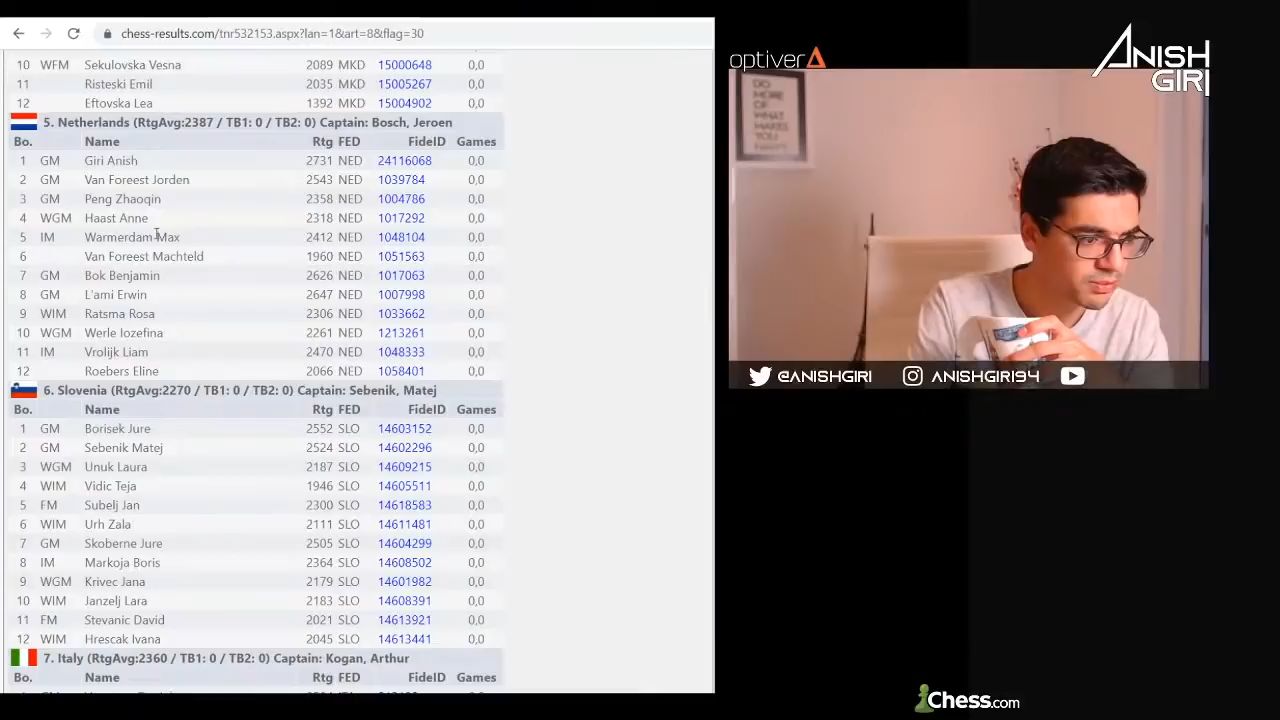 chess-results.com/tnr532153.aspx?lan=1&art=8&flag=30
10 WFM Sekulovska Vesna 2089 MKD 15000648 0,0
11 Risteski Emil 2035 MKD 15005267 0,0
12 Eftovska Lea 1392 MKD 15004902 0,0
5. Netherlands (RtgAvg:2387 / TB1: 0 / TB2: 0) Captain: Bosch, Jeroen
Bo. Name Rtg FED FideID Games
1 GM Giri Anish 2731 NED 24116068 0,0
2 GM Van Foreest Jorden 2543 NED 1039784 0,0
3 GM Peng Zhaoqin 2358 NED 1004786 0,0
4 WGM Haast Anne 2318 NED 1017292 0,0
5 IM Warmerdam Max 2412 NED 1048104 0,0
6 Van Foreest Machteld 1960 NED 1051563 0,0
7 GM Bok Benjamin 2626 NED 1017063 0,0
8 GM L'ami Erwin 2647 NED 1007998 0,0
9 WIM Ratsma Rosa 2306 NED 1033662 0,0
10 WGM Werle Iozefina 2261 NED 1213261 0,0
11 IM Vrolijk Liam 2470 NED 1048333 0,0
12 Roebers Eline 2066 NED 1058401 0,0
6. Slovenia (RtgAvg:2270 / TB1: 0 / TB2: 0) Captain: Sebenik, Matej
Bo. Name Rtg FED FideID Games
1 GM Borisek Jure 2552 SLO 14603152 0,0
2 GM Sebenik Matej 2524 SLO 14602296 0,0
3 WGM Unuk Laura 2187 SLO 14609215 0,0
4 WIM Vidic Teja 1946 SLO 14605511 0,0
5 FM Subelj Jan 2300 SLO 14618583 0,0
6 WIM Urh Zala 2111 SLO 14611481 0,0
7 GM Skoberne Jure 2505 SLO 14604299 0,0
8 IM Markoja Boris 2364 SLO 14608502 0,0
9 WGM Krivec Jana 2179 SLO 14601982 0,0
10 WIM Janzelj Lara 2183 SLO 14608391 0,0
11 FM Stevanic David 2021 SLO 14613921 0,0
12 WIM Hrescak Ivana 2045 SLO 14613441 0,0
7. Italy (RtgAvg:2360 / TB1: 0 / TB2: 0) Captain: Kogan, Arthur
Bo. Name Rtg FED FideID Games
optiver
ANISH
GIRI
DO
MORE
OF
WHAT
MAKES
YOU
@ANISHGIRI ANISHGIRI94
Chess.com